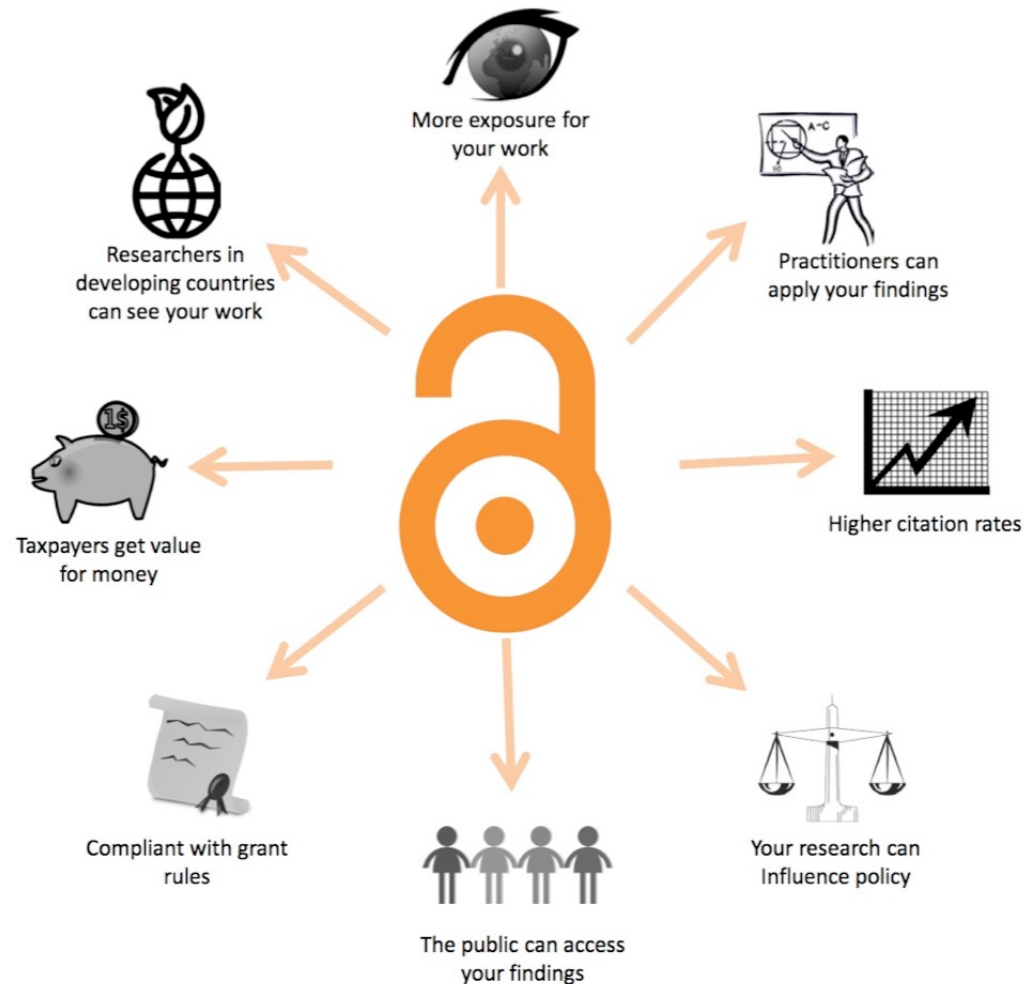 More exposure for
your work
A-C
Practitioners can
apply your findings
Higher citation rates
Your research can
Influence policy
The public can access
your findings
Compliant with grant
rules
1$
Taxpayers get value
for money
Researchers in
developing countries
can see your work